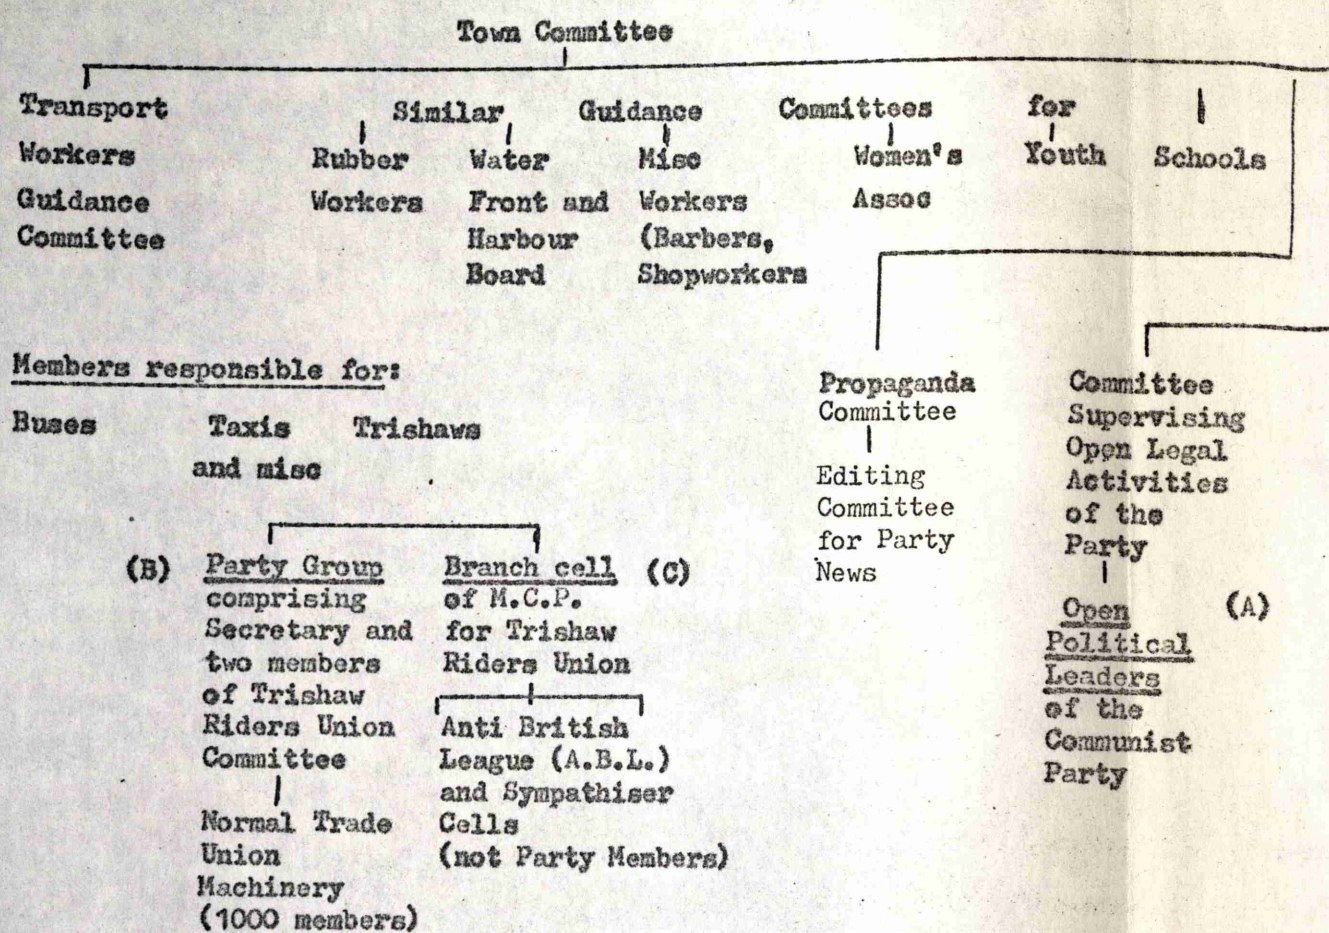 Town Committee
Transport Similar Guidance Committees for
Workers Rubber Water Misc Women's Youth Schools
Guidance Workers Front and Workers Assoc
Committee Harbour (Barbers,
Board Shopworkers
Members responsible for:
Buses Taxis Trishaws
and misc
Propaganda
Committee
Editing
Committee
for Party
News
Committee
Supervising
Open Legal
Activities
of the
Party
Open (A)
Political
Leaders
of the
Communist
Party
(B) Party Group
comprising
Secretary and
two members
of Trishaw
Riders Union
Committee
Normal Trade
Union
Machinery
(1000 members)
Branch cell (C)
of M.C.P.
for Trishaw
Riders Union
Anti British
League (A.B.L.)
and Sympathiser
Cells
(not Party Members)